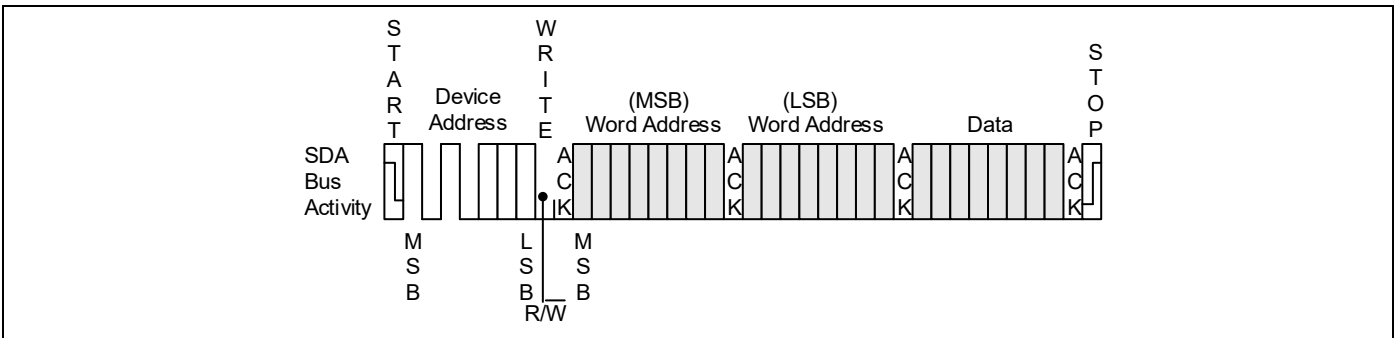 START
WRITE
STOP
Device
Address
(MSB)
Word Address
(LSB)
Word Address
Data
SDA
Bus
Activity
ACK
ACK
ACK
ACK
MSB
LSB
MSB
R/W